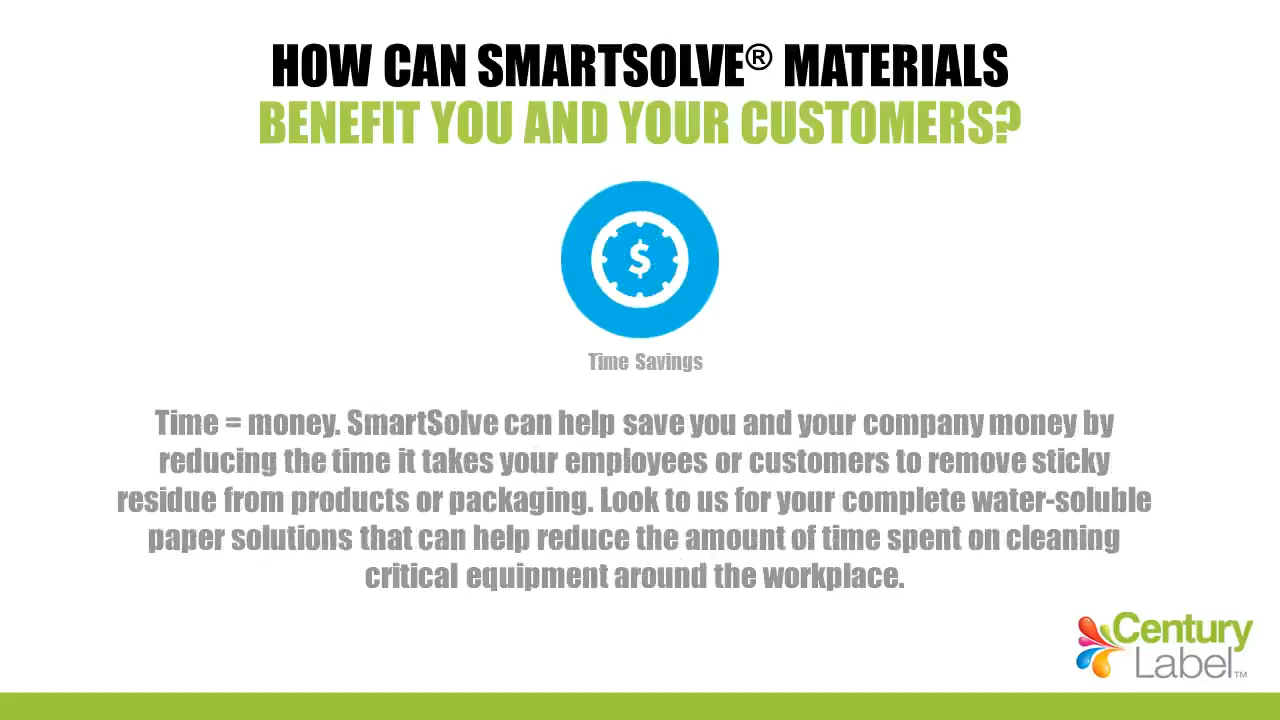 HOW CAN SMARTSOLVE® MATERIALS
BENEFIT YOU AND YOUR CUSTOMERS?
$
Time Savings
Time = money. SmartSolve can help save you and your company money by
reducing the time it takes your employees or customers to remove sticky
residue from products or packaging. Look to us for your complete water-soluble
paper solutions that can help reduce the amount of time spent on cleaning
critical equipment around the workplace.
Century
Label™